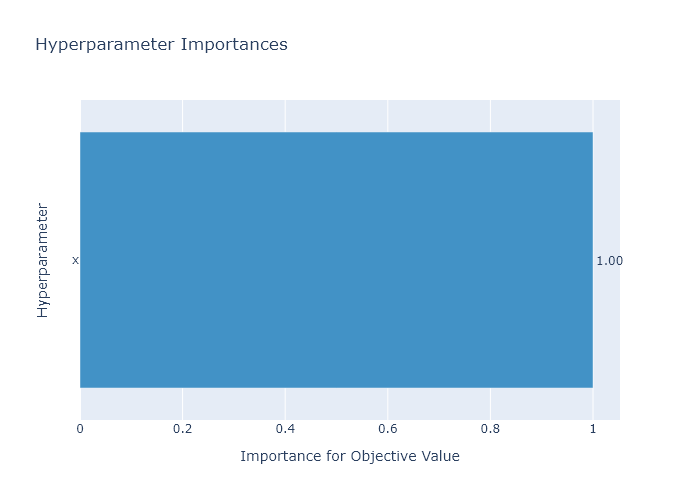 Hyperparameter Importances
Hyperparameter
x
1.00
0 0.2 0.4 0.6 0.8 1
Importance for Objective Value